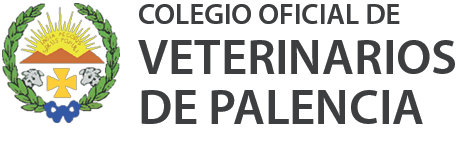 COLEGIO OFICIAL DE
VETERINARIOS
DE PALENCIA